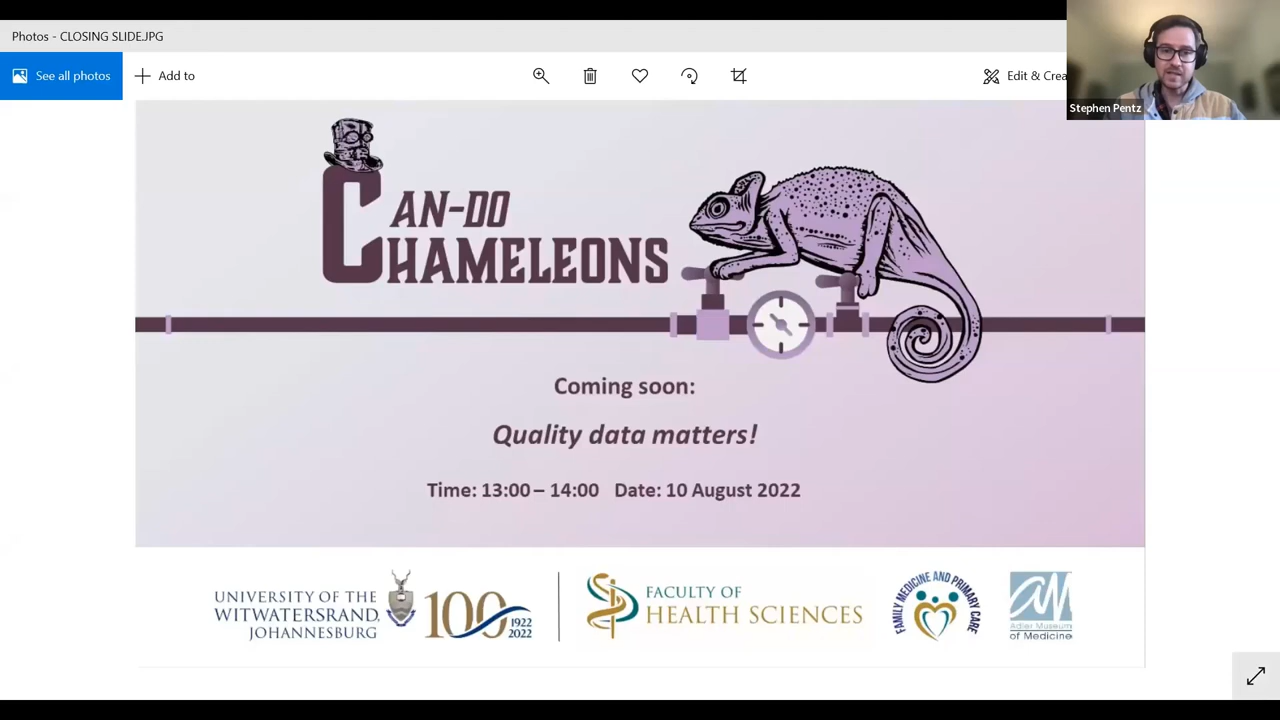 Photos - CLOSING SLIDE.JPG
See all photos
Add to
Edit & Crea
Stephen Pentz
CAN-DO
CHAMELEONS
Coming soon:
Quality data matters!
Time: 13:00 – 14:00 Date: 10 August 2022
UNIVERSITY OF THE
WITWATERSRAND,
JOHANNESBURG
100
1922
2022
FACULTY OF
HEALTH SCIENCES
FAMILY MEDICINE AND PRIMARY CARE
am
Adler Museum
of Medicine